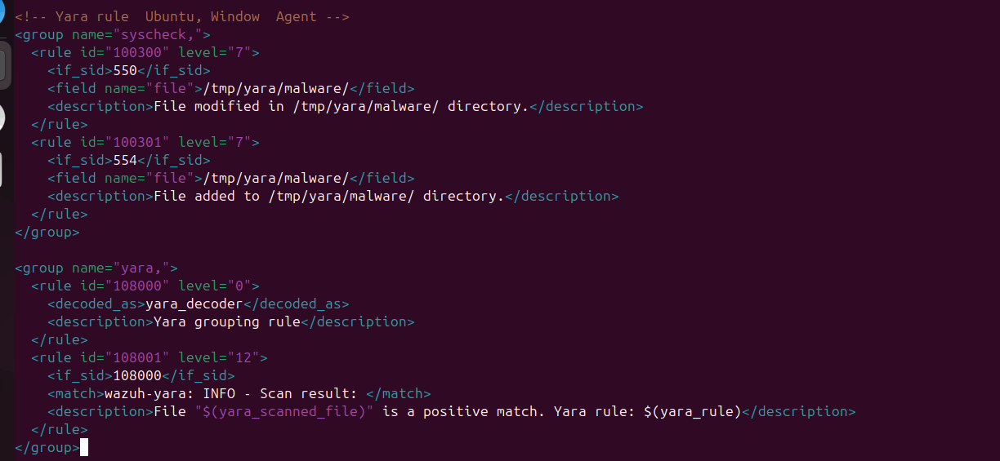 <!-- Yara rule  Ubuntu, Window  Agent -->
<group name="syscheck,">
  <rule id="100300" level="7">
    <if_sid>550</if_sid>
    <field name="file">/tmp/yara/malware/</field>
    <description>File modified in /tmp/yara/malware/ directory.</description>
  </rule>
  <rule id="100301" level="7">
    <if_sid>554</if_sid>
    <field name="file">/tmp/yara/malware/</field>
    <description>File added to /tmp/yara/malware/ directory.</description>
  </rule>
</group>

<group name="yara,">
  <rule id="108000" level="0">
    <decoded_as>yara_decoder</decoded_as>
    <description>Yara grouping rule</description>
  </rule>
  <rule id="108001" level="12">
    <if_sid>108000</if_sid>
    <match>wazuh-yara: INFO - Scan result: </match>
    <description>File "$(yara_scanned_file)" is a positive match. Yara rule: $(yara_rule)</description>
  </rule>
</group>